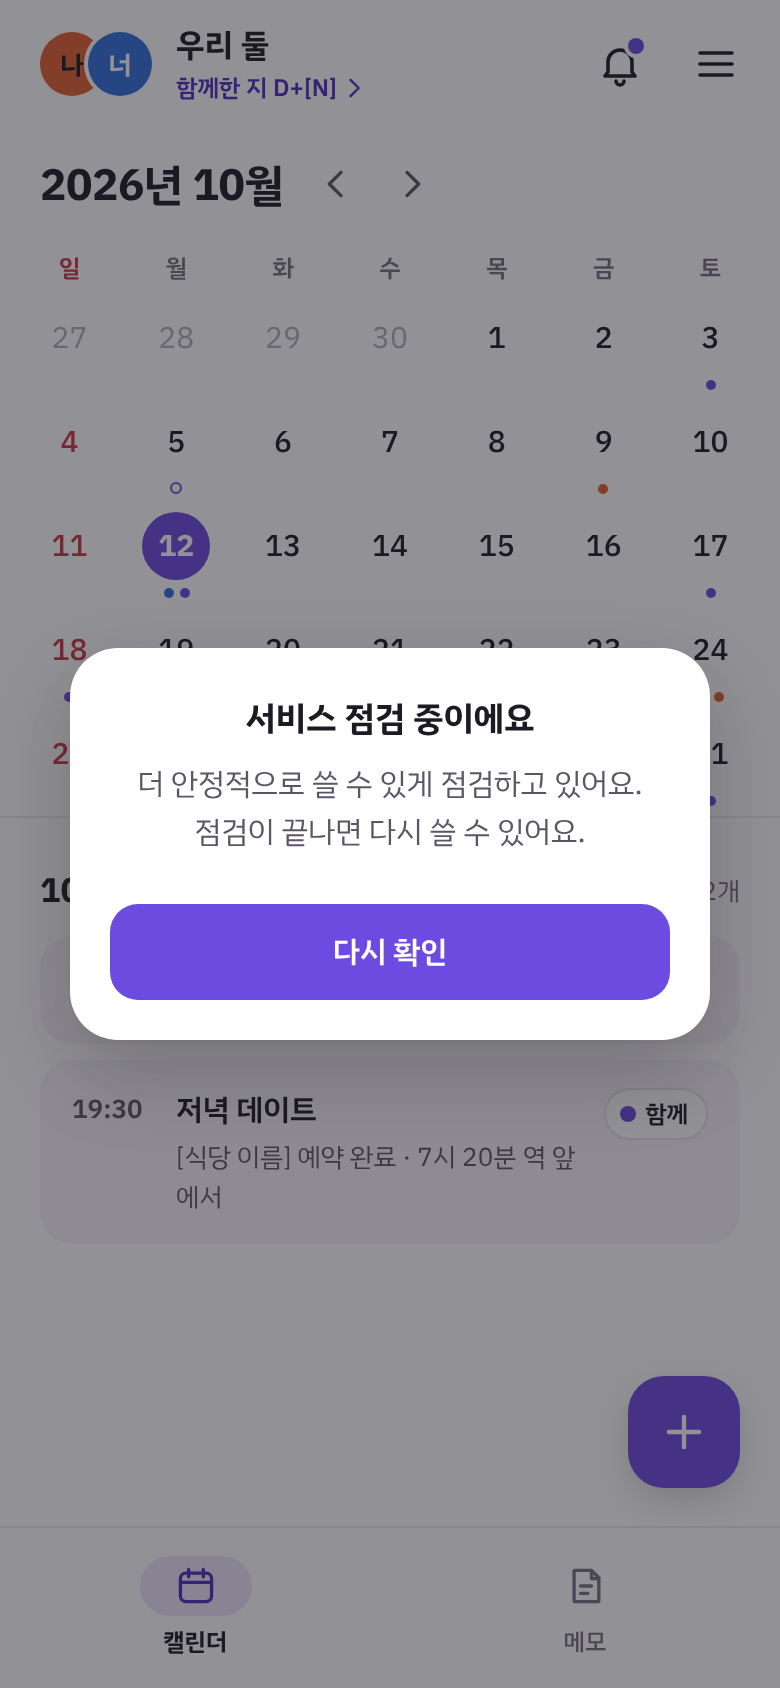 나 너 우리 둘
함께한 지 D+[N]
2026년 10월
일 월 화 수 목 금 토
27 28 29 30 1 2 3
4 5 6 7 8 9 10
11 12 13 14 15 16 17
18 19 20 21 22 23 24
서비스 점검 중이에요
더 안정적으로 쓸 수 있게 점검하고 있어요.
점검이 끝나면 다시 쓸 수 있어요.
다시 확인
19:30 저녁 데이트 함께
[식당 이름] 예약 완료 · 7시 20분 역 앞
에서
캘린더 메모